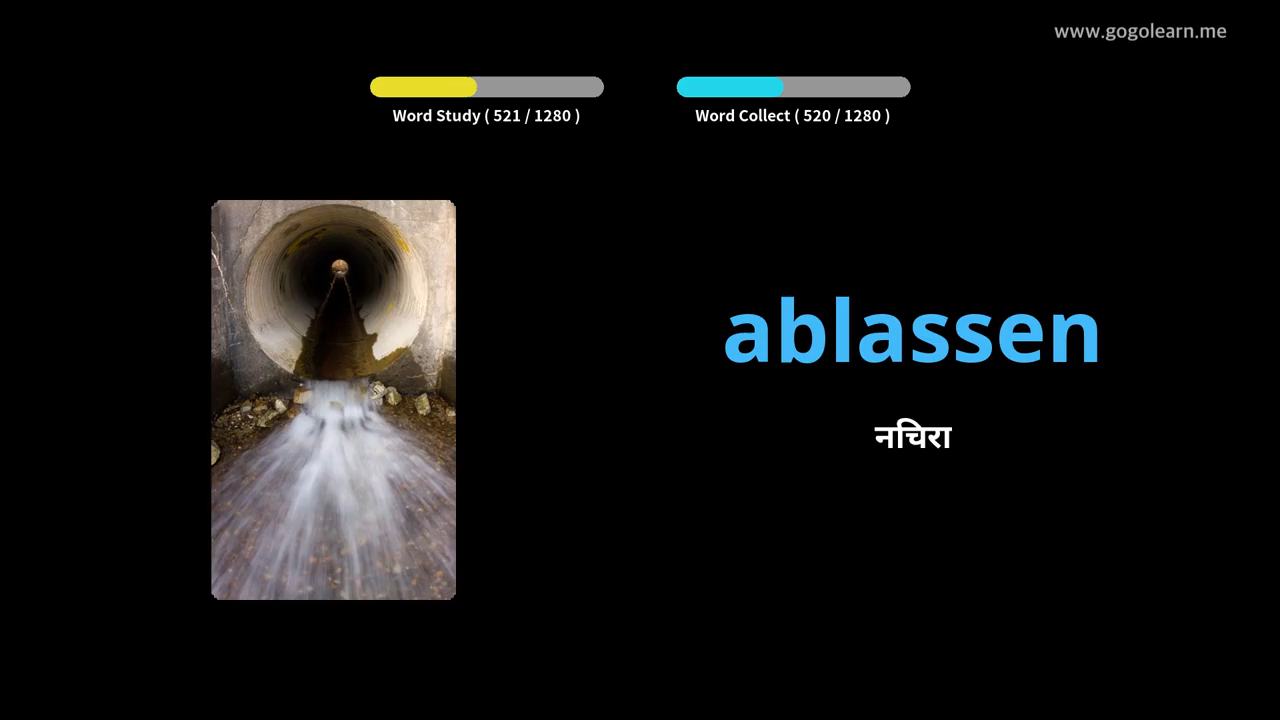 www.gogolearn.me
Word Study ( 521 / 1280 )
Word Collect ( 520 / 1280 )
ablassen
नचिरा